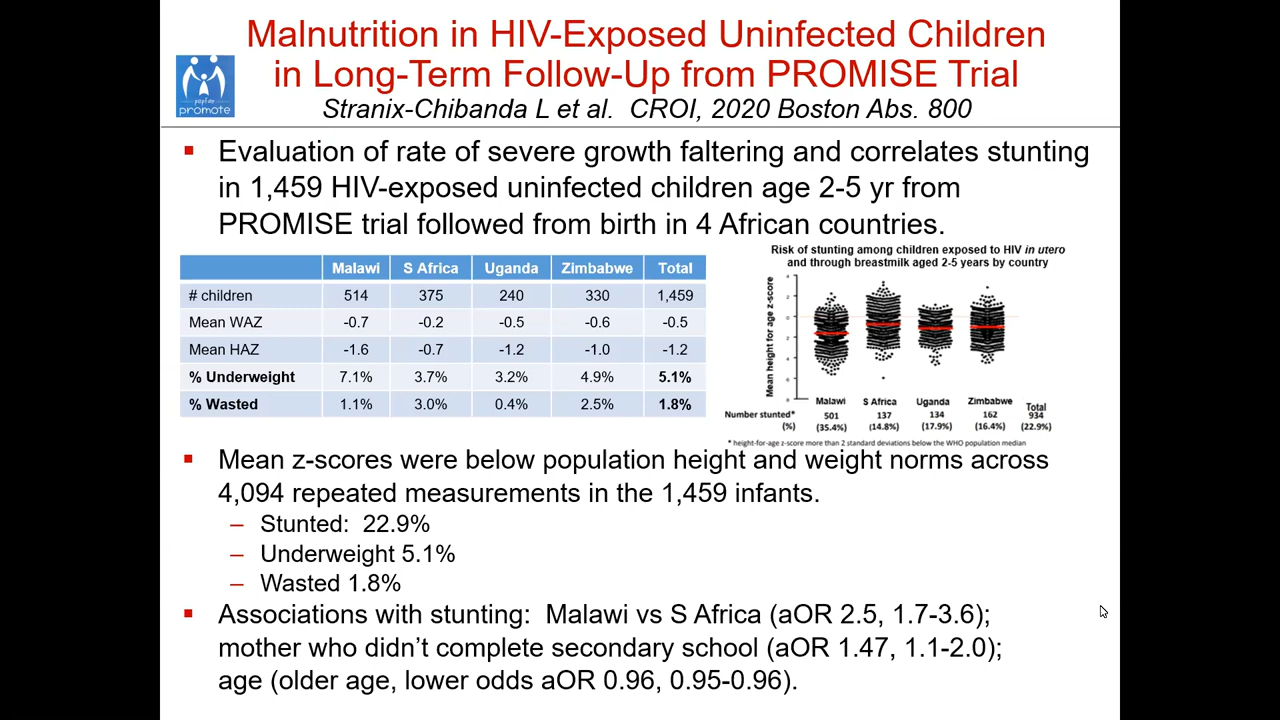 Malnutrition in HIV-Exposed Uninfected Children
in Long-Term Follow-Up from PROMISE Trial
pepfar
promote
Stranix-Chibanda L et al. CROI, 2020 Boston Abs. 800
▪ Evaluation of rate of severe growth faltering and correlates stunting
in 1,459 HIV-exposed uninfected children age 2-5 yr from
PROMISE trial followed from birth in 4 African countries.
Malawi S Africa Uganda Zimbabwe Total
# children 514 375 240 330 1,459
Mean WAZ -0.7 -0.2 -0.5 -0.6 -0.5
Mean HAZ -1.6 -0.7 -1.2 -1.0 -1.2
% Underweight 7.1% 3.7% 3.2% 4.9% 5.1%
% Wasted 1.1% 3.0% 0.4% 2.5% 1.8%
Risk of stunting among children exposed to HIV in utero
and through breastmilk aged 2-5 years by country
Mean height for age z-score
Malawi S Africa Uganda Zimbabwe Total
Number stunted* 501 137 134 162 934
(%) (35.4%) (14.8%) (17.9%) (16.4%) (22.9%)
* height-for-age z-score more than 2 standard deviations below the WHO population median
▪ Mean z-scores were below population height and weight norms across
4,094 repeated measurements in the 1,459 infants.
– Stunted: 22.9%
– Underweight 5.1%
– Wasted 1.8%
▪ Associations with stunting: Malawi vs S Africa (aOR 2.5, 1.7-3.6);
mother who didn't complete secondary school (aOR 1.47, 1.1-2.0);
age (older age, lower odds aOR 0.96, 0.95-0.96).